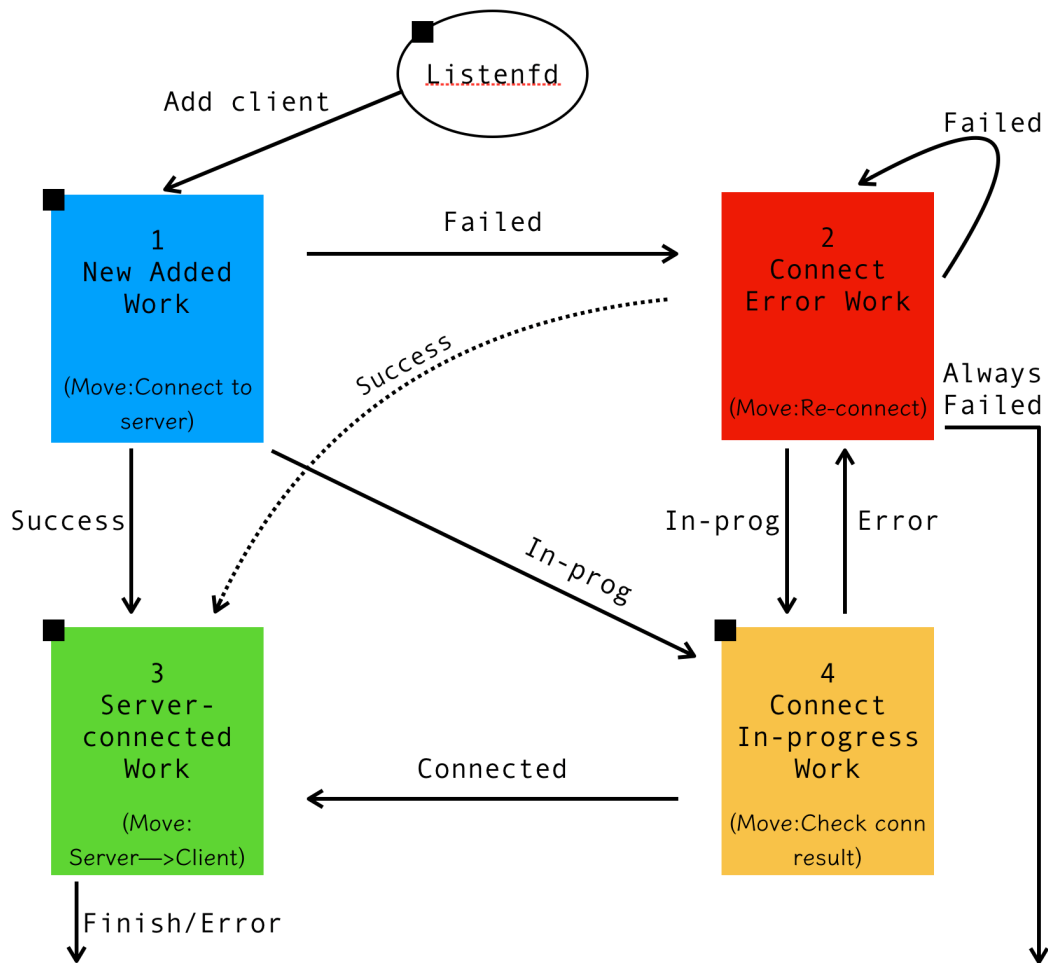 Listenfd
Add client
Failed
1
New Added
Work
(Move:Connect to
server)
Failed
2
Connect
Error Work
(Move:Re-connect)
Success
Always
Failed
Success
In-prog
In-prog
Error
3
Server-
connected
Work
(Move:
Server—>Client)
Connected
4
Connect
In-progress
Work
(Move:Check conn
result)
Finish/Error